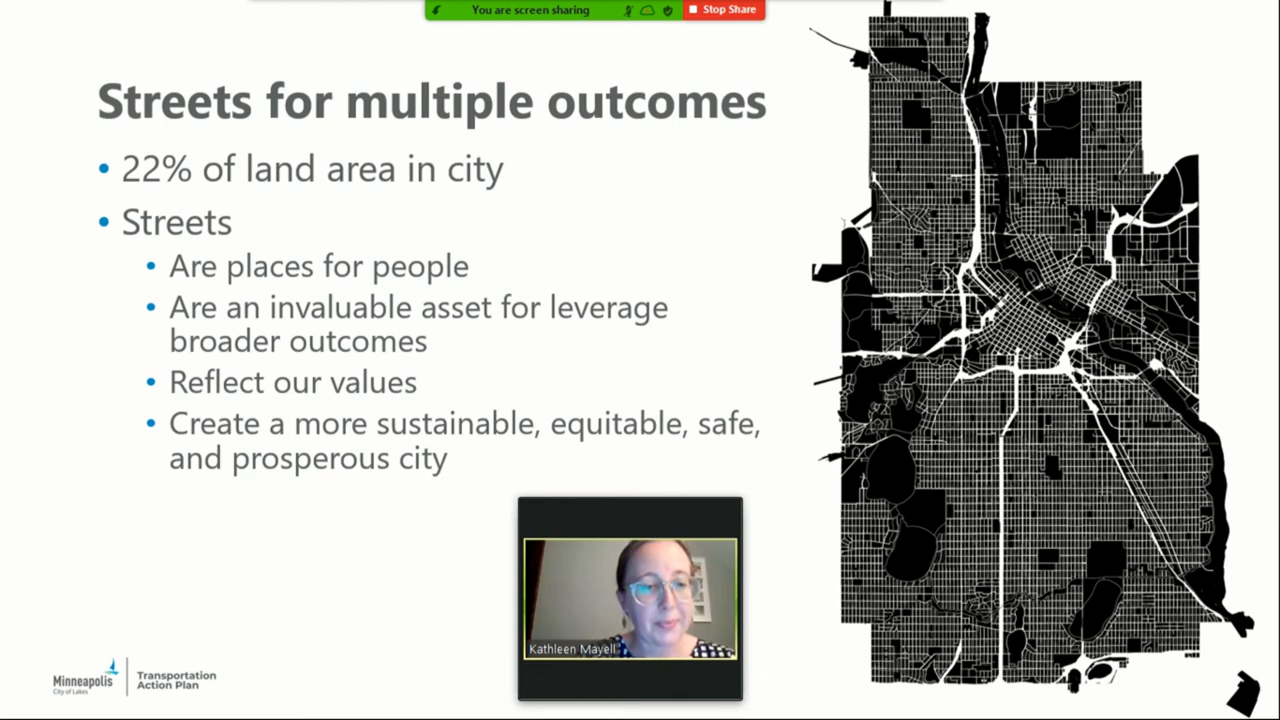 You are screen sharing
Stop Share
Streets for multiple outcomes
• 22% of land area in city
• Streets
• Are places for people
• Are an invaluable asset for leverage
broader outcomes
• Reflect our values
• Create a more sustainable, equitable, safe,
and prosperous city
Kathleen Mayell
Minneapolis
City of Lakes
Transportation
Action Plan